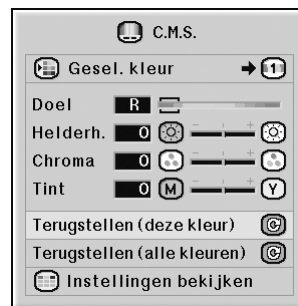 C.M.S.
Gesel. kleur 1
Doel R
Helderh. 0 - +
Chroma 0 - +
Tint 0 M - + Y
Terugstellen (deze kleur)
Terugstellen (alle kleuren)
Instellingen bekijken